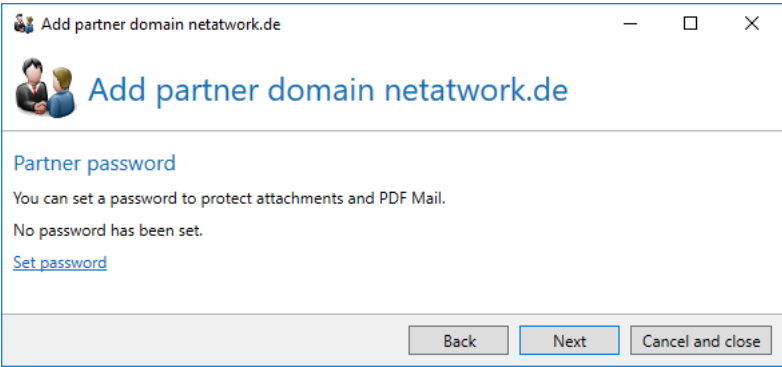 Add partner domain netatwork.de
Add partner domain netatwork.de
Partner password
You can set a password to protect attachments and PDF Mail.
No password has been set.
Set password
Back Next Cancel and close